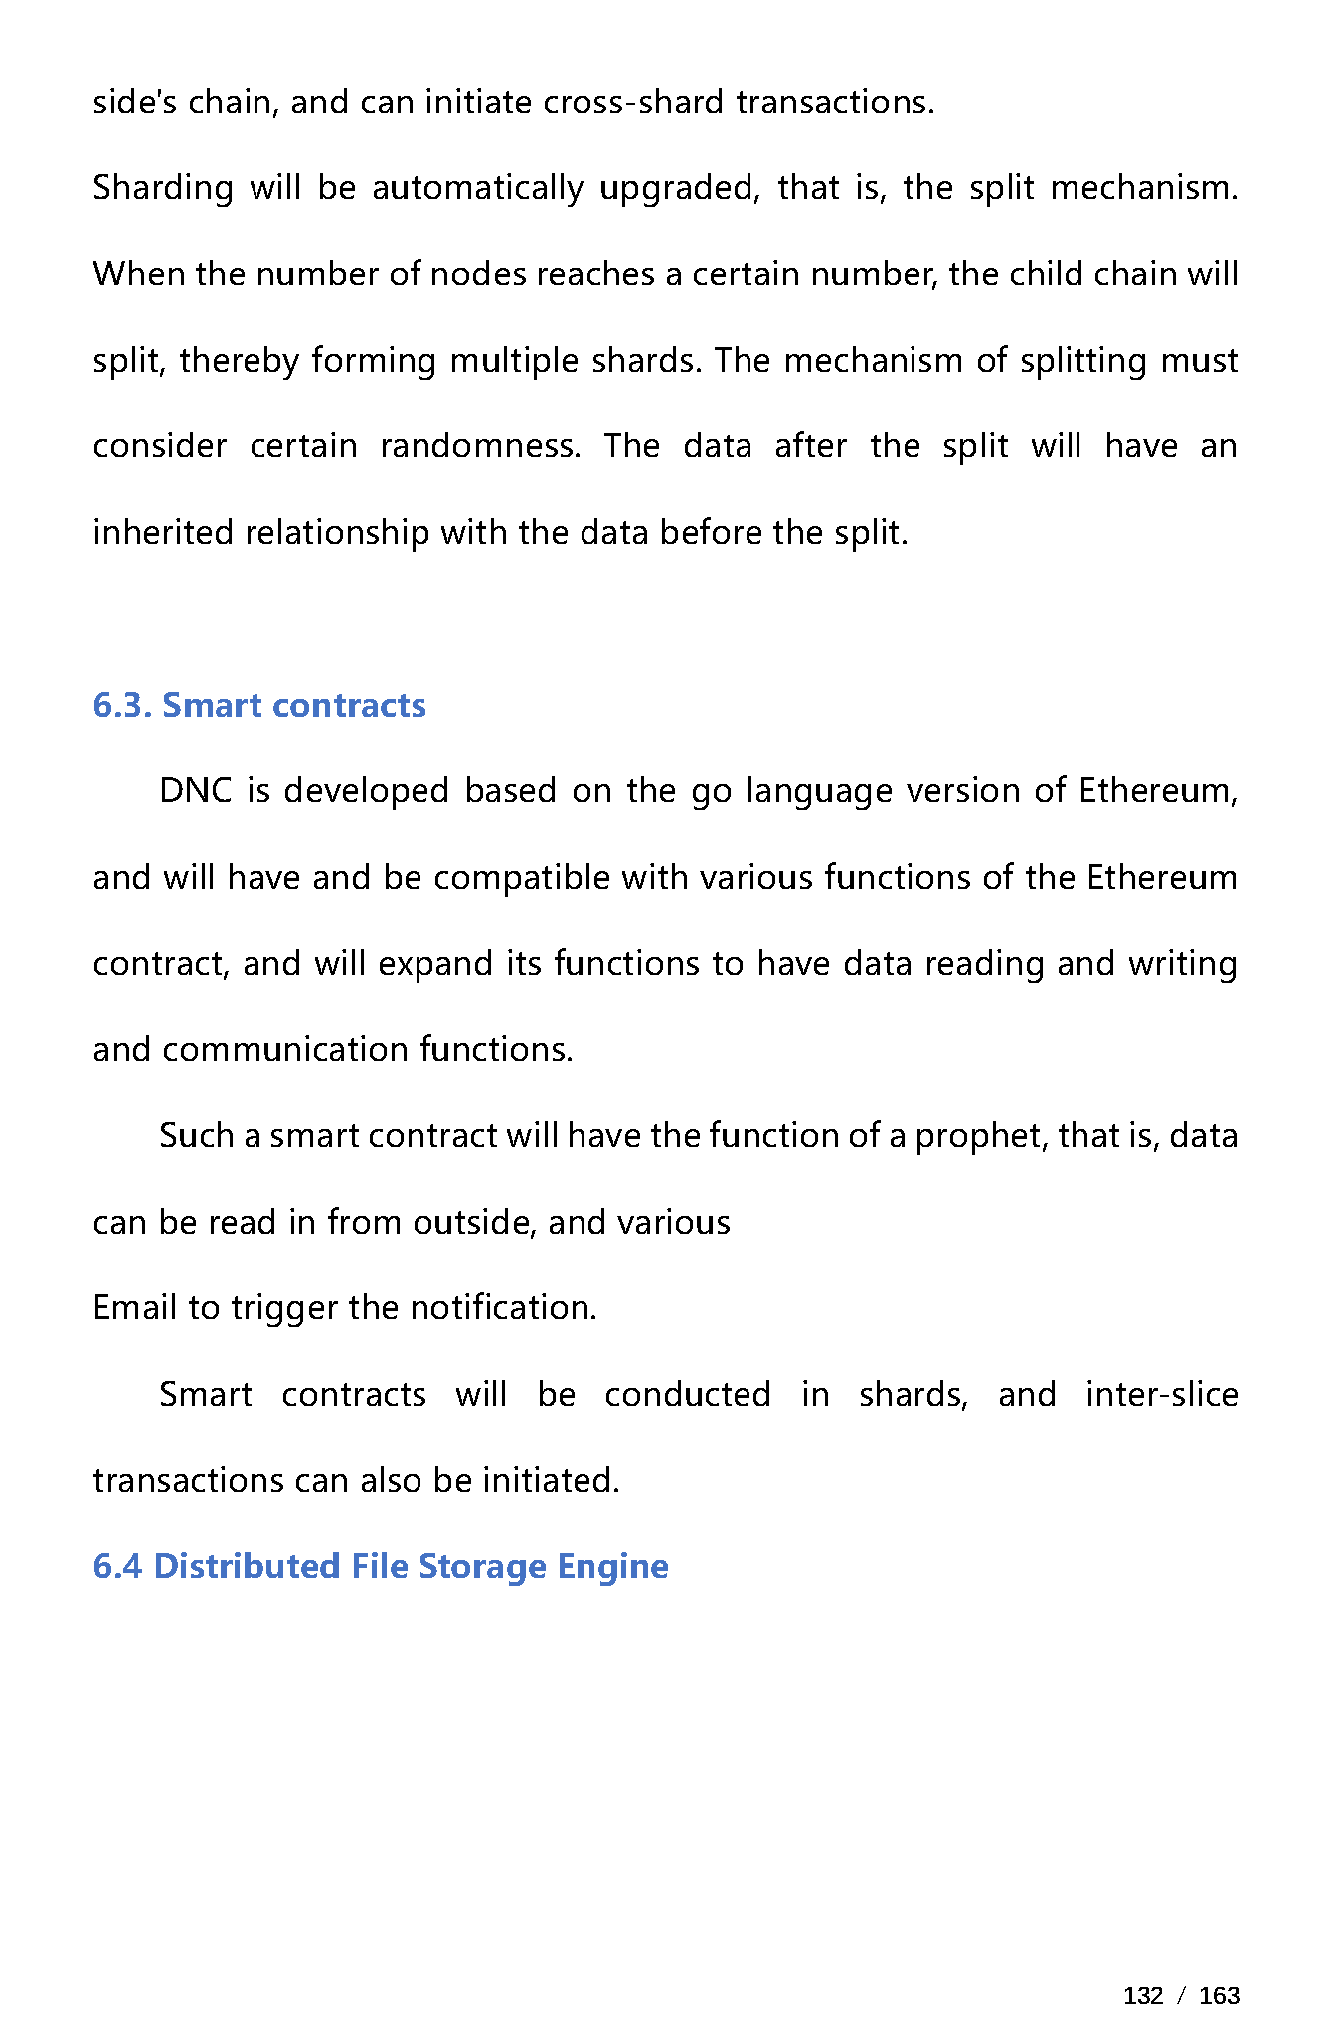 side's chain, and can initiate cross-shard transactions.
Sharding will be automatically upgraded, that is, the split mechanism.
When the number of nodes reaches a certain number, the child chain will
split, thereby forming multiple shards. The mechanism of splitting must
consider certain randomness. The data after the split will have an
inherited relationship with the data before the split.
6.3. Smart contracts
DNC is developed based on the go language version of Ethereum,
and will have and be compatible with various functions of the Ethereum
contract, and will expand its functions to have data reading and writing
and communication functions.
Such a smart contract will have the function of a prophet, that is, data
can be read in from outside, and various
Email to trigger the notification.
Smart contracts will be conducted in shards, and inter-slice
transactions can also be initiated.
6.4 Distributed File Storage Engine
132 / 163